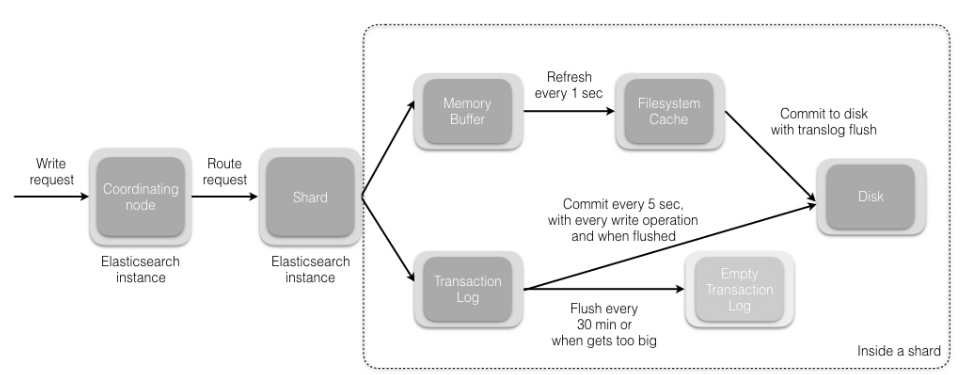 Write
request
Coordinating
node
Elasticsearch
instance
Route
request
Shard
Elasticsearch
instance
Memory
Buffer
Refresh
every 1 sec
Filesystem
Cache
Commit to disk
with translog flush
Disk
Commit every 5 sec,
with every write operation
and when flushed
Transaction
Log
Flush every
30 min or
when gets too big
Empty
Transaction
Log
Inside a shard